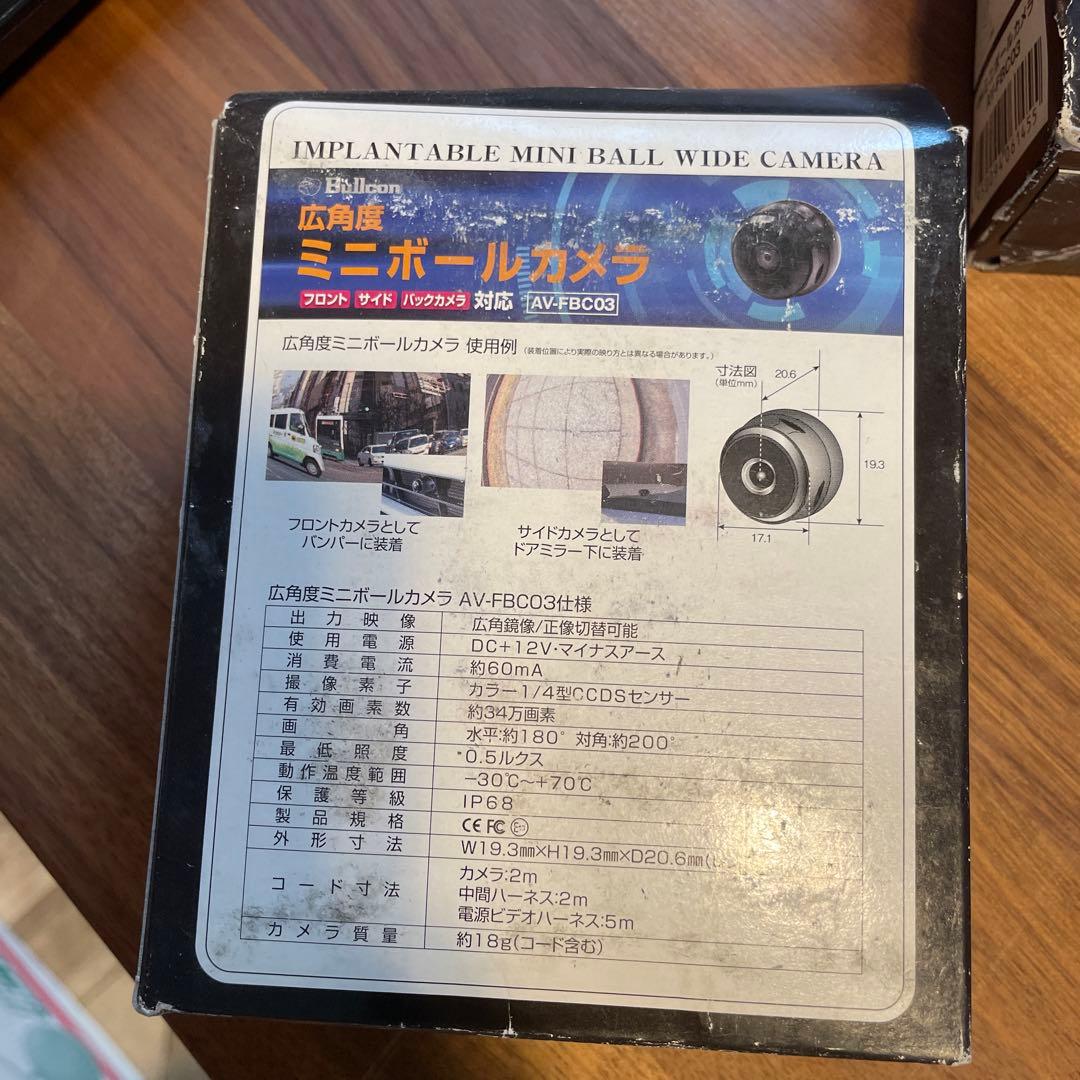 IMPLANTABLE MINI BALL WIDE CAMERA
Bullcon
広角度
ミニボールカメラ
フロント サイド バックカメラ 対応 AV-FBC03
広角度ミニボールカメラ 使用例 (装着位置により実際の映り方とは異なる場合があります。)
寸法図
(単位mm)
20.6
19.3
17.1
フロントカメラとして
バンパーに装着
サイドカメラとして
ドアミラー下に装着
広角度ミニボールカメラ AV-FBC03仕様
出力映像 広角鏡像/正像切替可能
使用電源 DC+12V・マイナスアース
消費電流 約60mA
撮像素子 カラー1/4型CCDSセンサー
有効画素数 約34万画素
画角 水平:約180° 対角:約200°
最低照度 0.5ルクス
動作温度範囲 -30℃~+70℃
保護等級 IP68
製品規格 CE FC
外形寸法 W19.3mm×H19.3mm×D20.6mm
コード寸法 カメラ:2m
中間ハーネス:2m
電源ビデオハーネス:5m
カメラ質量 約18g(コード含む)
ボールカメラ
AV-FBC03